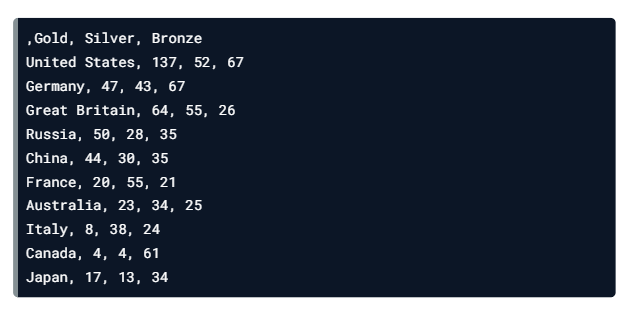 ,Gold, Silver, Bronze
United States, 137, 52, 67
Germany, 47, 43, 67
Great Britain, 64, 55, 26
Russia, 50, 28, 35
China, 44, 30, 35
France, 20, 55, 21
Australia, 23, 34, 25
Italy, 8, 38, 24
Canada, 4, 4, 61
Japan, 17, 13, 34